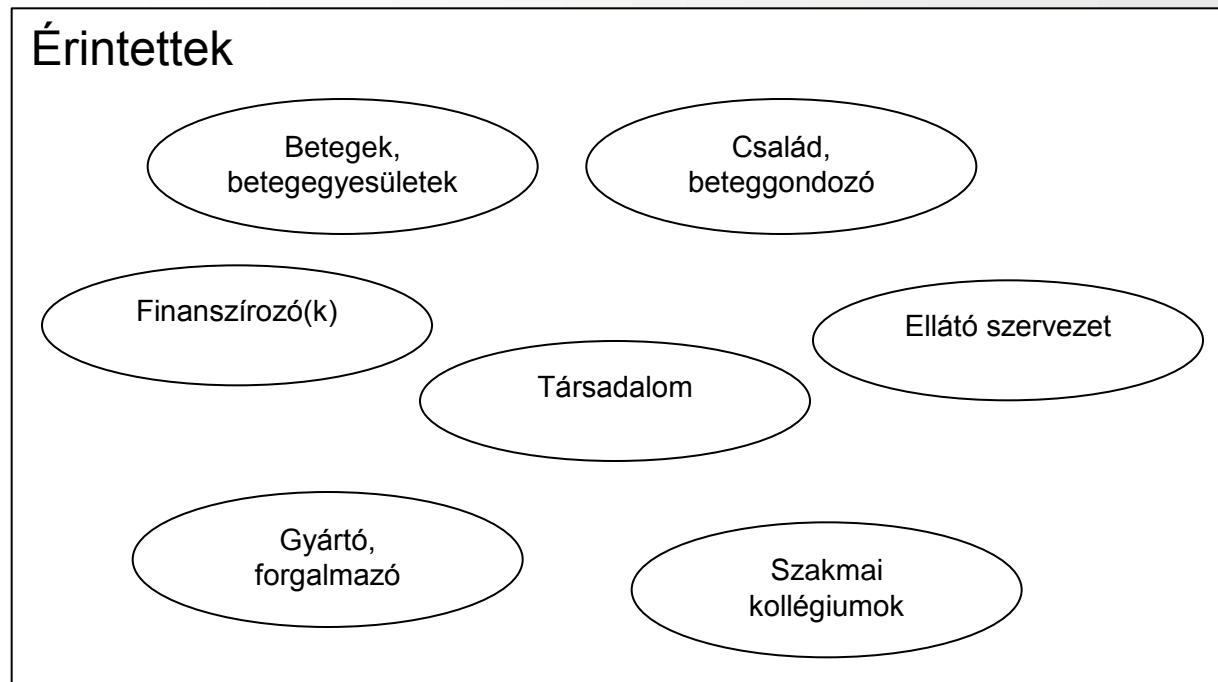 Érintettek
Betegek,
betegegyesületek
Család,
beteggondozó
Finanszírozó(k)
Ellátó szervezet
Társadalom
Gyártó,
forgalmazó
Szakmai
kollégiumok